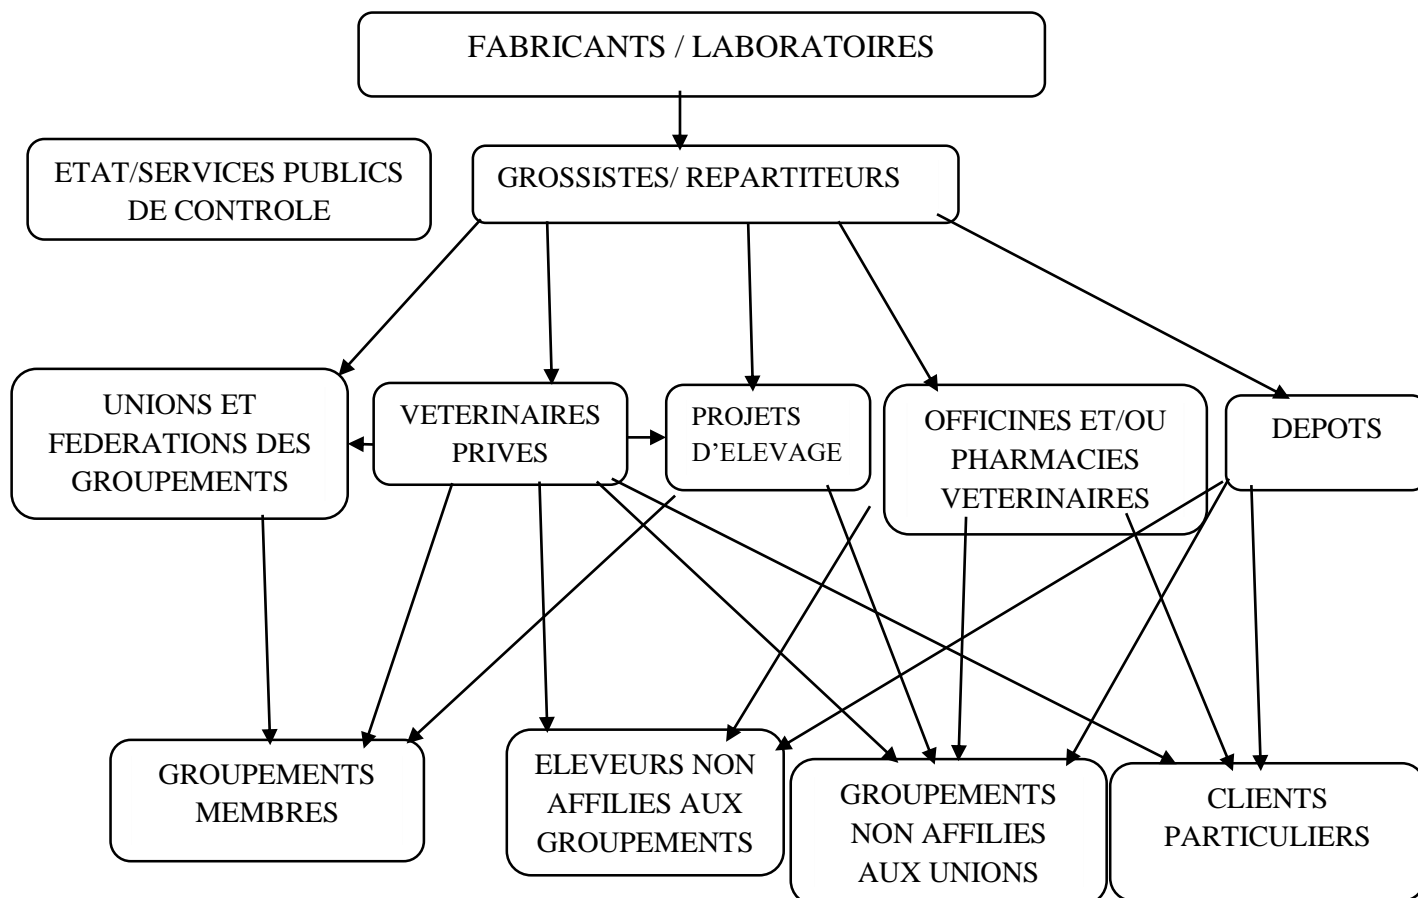 FABRICANTS / LABORATOIRES
ETAT/SERVICES PUBLICS
DE CONTROLE
GROSSISTES/ REPARTITEURS
UNIONS ET
FEDERATIONS DES
GROUPEMENTS
VETERINAIRES
PRIVES
PROJETS
D’ELEVAGE
OFFICINES ET/OU
PHARMACIES
VETERINAIRES
DEPOTS
GROUPEMENTS
MEMBRES
ELEVEURS NON
AFFILIES AUX
GROUPEMENTS
GROUPEMENTS
NON AFFILIES
AUX UNIONS
CLIENTS
PARTICULIERS